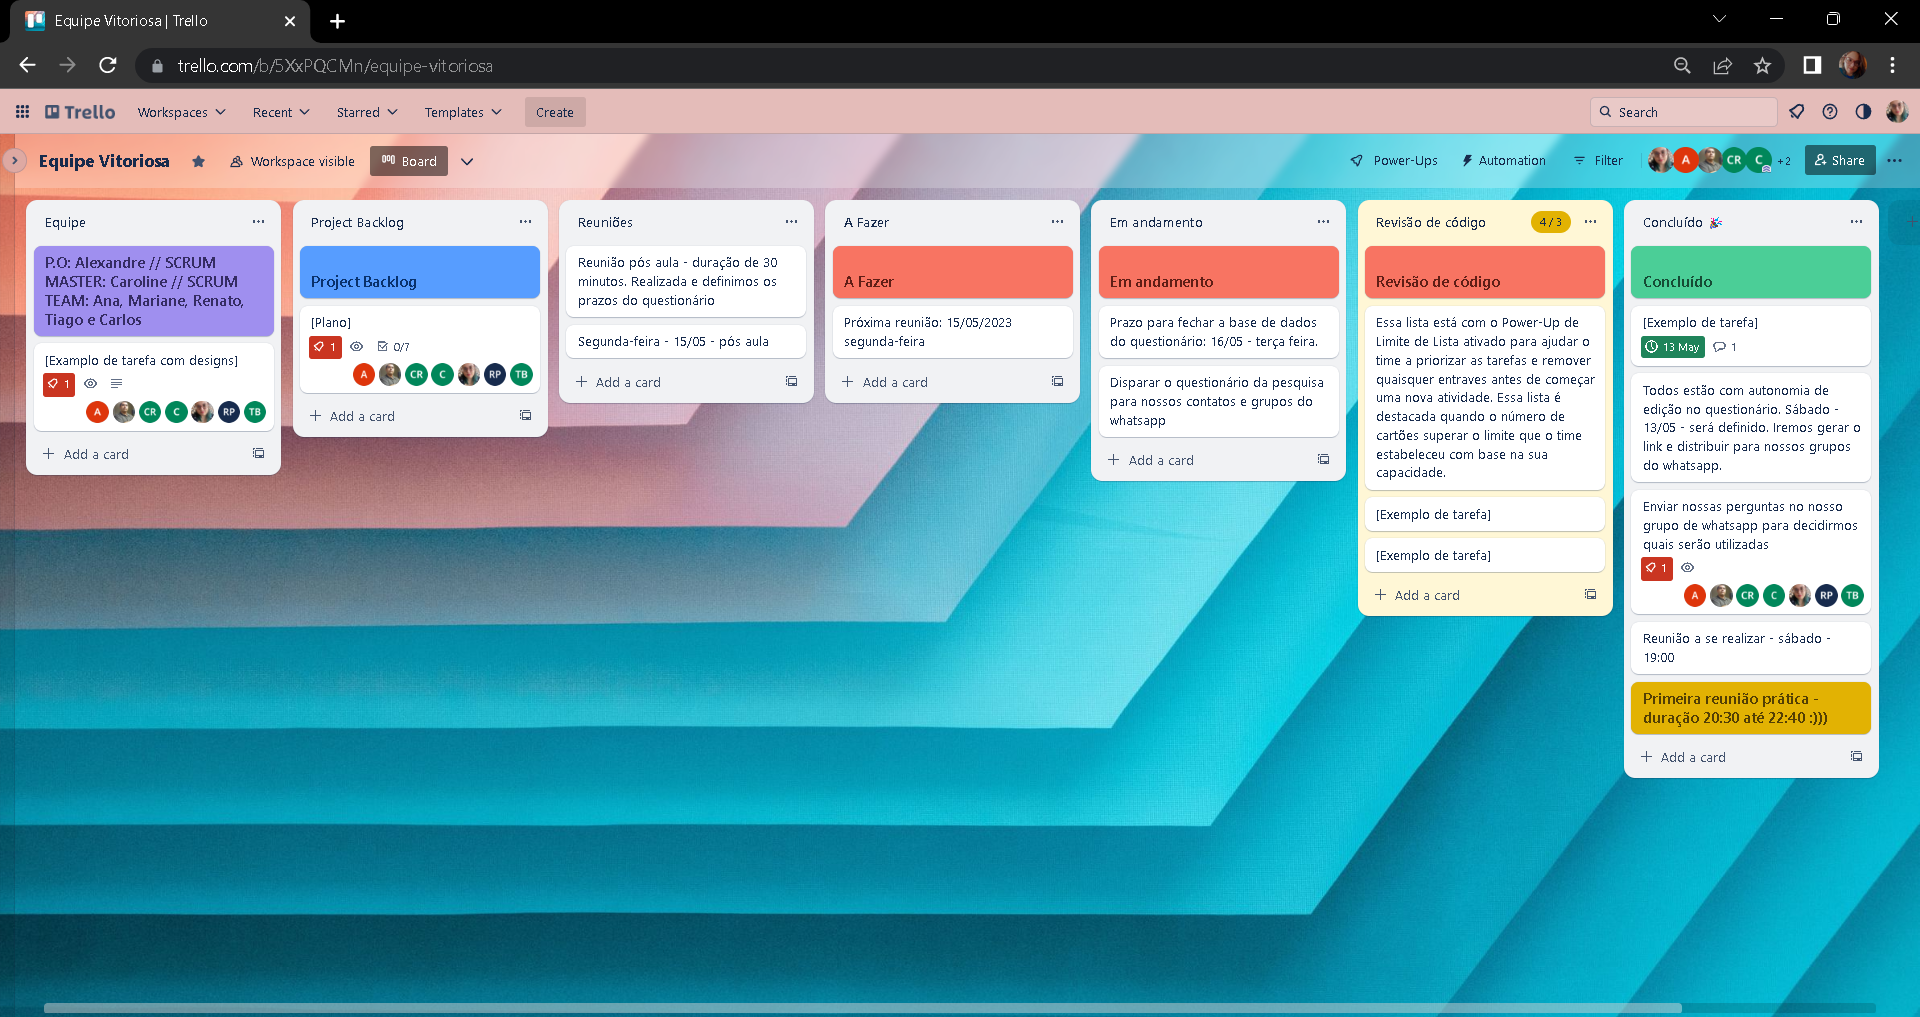 Equipe Vitoriosa | Trello
trello.com/b/5XxPQCMn/equipe-vitoriosa
Trello Workspaces Recent Starred Templates Create Search
Equipe Vitoriosa Workspace visible Board Power-Ups Automation Filter A CR C +2 Share
Equipe
P.O: Alexandre // SCRUM
MASTER: Caroline // SCRUM
TEAM: Ana, Mariane, Renato,
Tiago e Carlos
[Examplo de tarefa com designs]
1
A CR C RP TB
Add a card
Project Backlog
Project Backlog
[Plano]
1 0/7
A CR C RP TB
Add a card
Reuniões
Reunião pós aula - duração de 30
minutos. Realizada e definimos os
prazos do questionário
Segunda-feira - 15/05 - pós aula
Add a card
A Fazer
A Fazer
Próxima reunião: 15/05/2023
segunda-feira
Add a card
Em andamento
Em andamento
Prazo para fechar a base de dados
do questionário: 16/05 - terça feira.
Disparar o questionário da pesquisa
para nossos contatos e grupos do
whatsapp
Add a card
Revisão de código 4/3
Revisão de código
Essa lista está com o Power-Up de
Limite de Lista ativado para ajudar o
time a priorizar as tarefas e remover
quaisquer entraves antes de começar
uma nova atividade. Essa lista é
destacada quando o número de
cartões superar o limite que o time
estabeleceu com base na sua
capacidade.
[Exemplo de tarefa]
[Exemplo de tarefa]
Add a card
Concluído
Concluído
[Exemplo de tarefa]
13 May 1
Todos estão com autonomia de
edição no questionário. Sábado -
13/05 - será definido. Iremos gerar o
link e distribuir para nossos grupos
do whatsapp.
Enviar nossas perguntas no nosso
grupo de whatsapp para decidirmos
quais serão utilizadas
1
A CR C RP TB
Reunião a se realizar - sábado -
19:00
Primeira reunião prática -
duração 20:30 até 22:40 :)))
Add a card